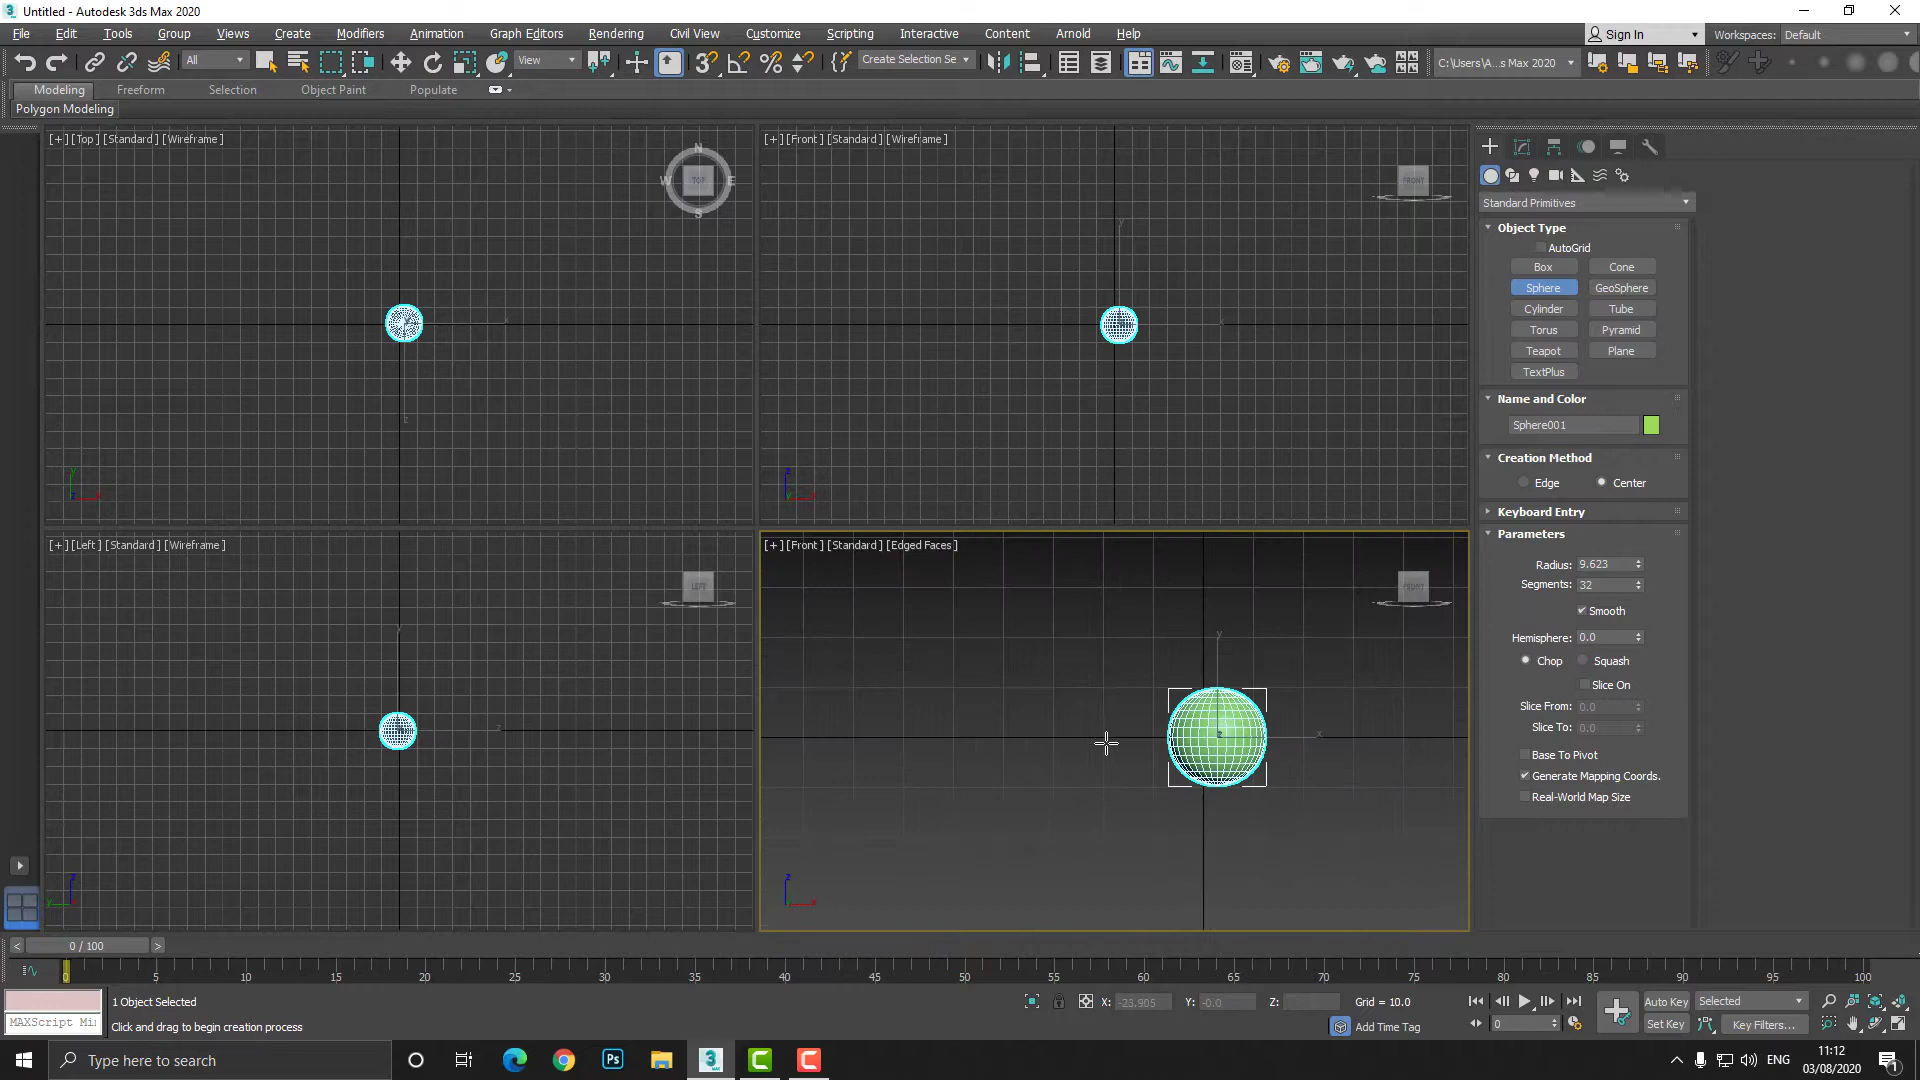 Untitled - Autodesk 3ds Max 2020
File Edit Tools Group Views Create Modifiers Animation Graph Editors Rendering Civil View Customize Scripting Interactive Content Arnold Help Sign In Workspaces: Default
All View Create Selection Se C:\Users\A...s Max 2020
Modeling Freeform Selection Object Paint Populate
Polygon Modeling
[+] [Top] [Standard] [Wireframe]
[+] [Front] [Standard] [Wireframe]
N
W TOP E
S
FRONT
Standard Primitives
Object Type
AutoGrid
Box Cone
Sphere GeoSphere
Cylinder Tube
Torus Pyramid
Teapot Plane
TextPlus
Name and Color
Sphere001
Creation Method
Edge Center
Keyboard Entry
Parameters
Radius: 9.623
Segments: 32
Smooth
Hemisphere: 0.0
Chop Squash
Slice On
Slice From: 0.0
Slice To: 0.0
Base To Pivot
Generate Mapping Coords.
Real-World Map Size
[+] [Left] [Standard] [Wireframe]
LEFT
[+] [Front] [Standard] [Edged Faces]
FRONT
0 / 100
0 5 10 15 20 25 30 35 40 45 50 55 60 65 70 75 80 85 90 95 100
1 Object Selected
X: -23.905 Y: -0.0 Z: Grid = 10.0
Auto Key Selected
MAXScript Mi
Click and drag to begin creation process
Add Time Tag
0
Set Key Key Filters...
Type here to search
Ps
3
MAX
ENG
11:12
03/08/2020
1